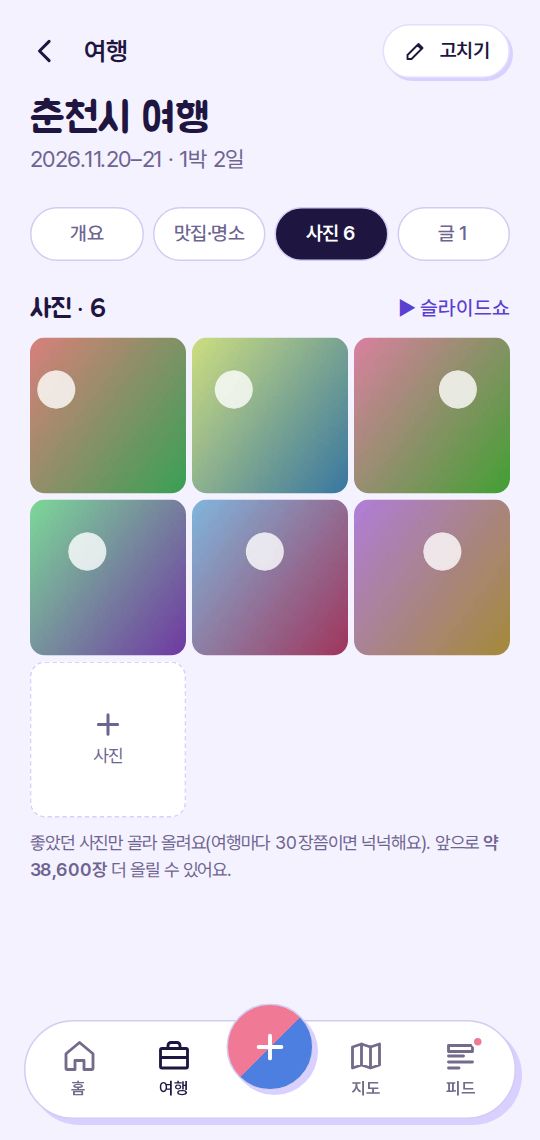 여행
고치기
춘천시 여행
2026.11.20–21 · 1박 2일
개요
맛집·명소
사진 6
글 1
사진 · 6
▶ 슬라이드쇼
사진
좋았던 사진만 골라 올려요(여행마다 30장쯤이면 넉넉해요). 앞으로 약
38,600장 더 올릴 수 있어요.
홈
여행
지도
피드